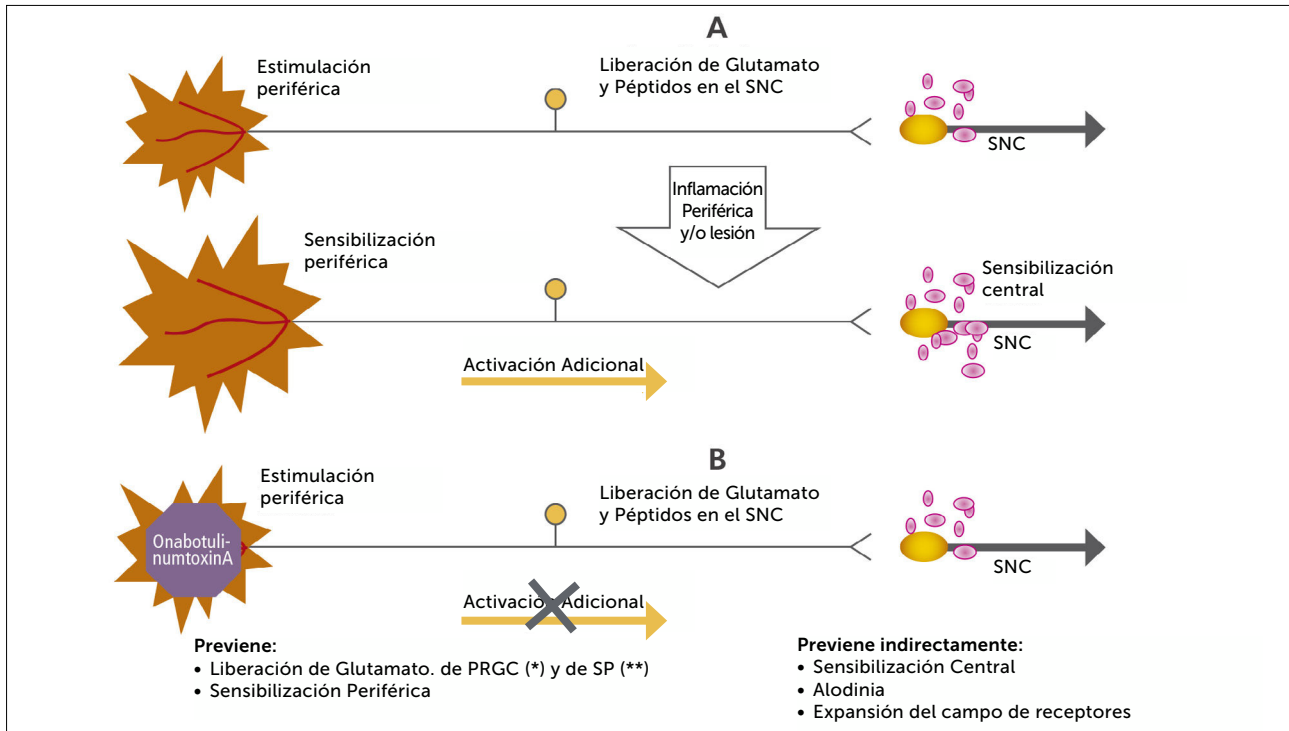 A
Estimulación
periférica
Liberación de Glutamato
y Péptidos en el SNC
SNC
Inflamación
Periférica
y/o lesión
Sensibilización
periférica
Sensibilización
central
SNC
Activación Adicional
B
Estimulación
periférica
Liberación de Glutamato
y Péptidos en el SNC
Onabotuli-
numtoxinA
SNC
Activación Adicional
Previene:
• Liberación de Glutamato. de PRGC (*) y de SP (**)
• Sensibilización Periférica
Previene indirectamente:
• Sensibilización Central
• Alodinia
• Expansión del campo de receptores